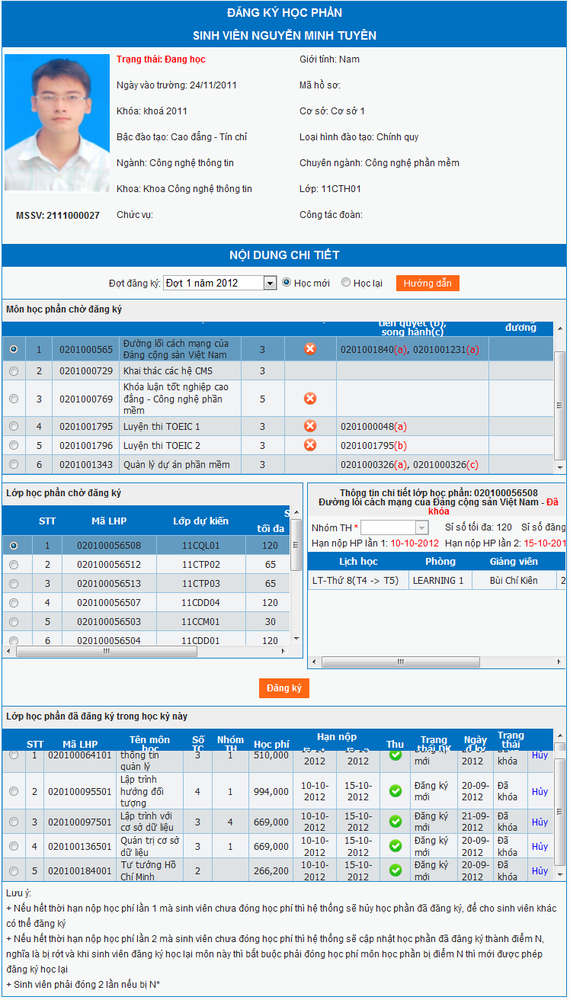 ĐĂNG KÝ HỌC PHẦN
SINH VIÊN NGUYỄN MINH TUYÊN
Trạng thái: Đang học
Giới tính: Nam
Ngày vào trường: 24/11/2011
Mã hồ sơ:
Khóa: khoá 2011
Cơ sở: Cơ sở 1
Bậc đào tạo: Cao đẳng - Tín chỉ
Loại hình đào tạo: Chính quy
Ngành: Công nghệ thông tin
Chuyên ngành: Công nghệ phần mềm
Khoa: Khoa Công nghệ thông tin
Lớp: 11CTH01
MSSV: 2111000027
Chức vụ:
Công tác đoàn:
NỘI DUNG CHI TIẾT
Đợt đăng ký: Đợt 1 năm 2012 Học mới Học lại Hướng dẫn
Môn học phần chờ đăng ký
tiên quyết (b),
song hành(c)
đương
1 0201000565 Đường lối cách mạng của
Đảng cộng sản Việt Nam 3 0201001840(a), 0201001231(a)
2 0201000729 Khai thác các hệ CMS 3
3 0201000769 Khóa luận tốt nghiệp cao
đẳng - Công nghệ phần
mềm 5
4 0201001795 Luyện thi TOEIC 1 3 0201000048(a)
5 0201001796 Luyện thi TOEIC 2 3 0201001795(b)
6 0201001343 Quản lý dự án phần mềm 3 0201000326(a), 0201000326(c)
Lớp học phần chờ đăng ký
STT Mã LHP Lớp dự kiến S
tối đa
1 020100056508 11CQL01 120
2 020100056512 11CTP02 65
3 020100056513 11CTP03 65
4 020100056507 11CDD04 120
5 020100056503 11CCM01 30
6 020100056504 11CDD01 120
Thông tin chi tiết lớp học phần: 020100056508
Đường lối cách mạng của Đảng cộng sản Việt Nam - Đã
khóa
Nhóm TH * Sỉ số tối đa: 120 Sỉ số đăng
Hạn nộp HP lần 1: 10-10-2012 Hạn nộp HP lần 2: 15-10-201
Lịch học Phòng Giảng viên
LT-Thứ 8(T4 -> T5) LEARNING 1 Bùi Chí Kiên 2
Đăng ký
Lớp học phần đã đăng ký trong học kỳ này
STT Mã LHP Tên môn học Số TC Nhóm TH Học phí Hạn nộp Thu Trạng thái ĐK Ngày đ ký Trạng thái
1 020100064101 thông tin
quản lý 3 1 510,000 2012 2012 mới 2012 khóa Hủy
2 020100095501 Lập trình
hướng đối
tượng 4 1 994,000 10-10-2012 15-10-2012 Đăng ký mới 20-09-2012 Đã khóa Hủy
3 020100097501 Lập trình với
cơ sở dữ liệu 3 4 669,000 10-10-2012 15-10-2012 Đăng ký mới 21-09-2012 Đã khóa Hủy
4 020100136501 Quản trị cơ sở
dữ liệu 3 1 669,000 10-10-2012 15-10-2012 Đăng ký mới 20-09-2012 Đã khóa Hủy
5 020100184001 Tư tưởng Hồ
Chí Minh 2 266,200 10-10-2012 15-10-2012 Đăng ký mới 20-09-2012 Đã khóa Hủy
Lưu ý:
+ Nếu hết thời hạn nộp học phí lần 1 mà sinh viên chưa đóng học phí thì hệ thống sẽ hủy học phần đã đăng ký, để cho sinh viên khác
có thể đăng ký
+ Nếu hết thời hạn nộp học phí lần 2 mà sinh viên chưa đóng học phí thì hệ thống sẽ cập nhật học phần đã đăng ký thành điểm N,
nghĩa là bị rớt và khi sinh viên đăng ký học lại môn này thì bắt buộc phải đóng học phí môn học phần bị điểm N thì mới được phép
đăng ký học lại
+ Sinh viên phải đóng 2 lần nếu bị N*